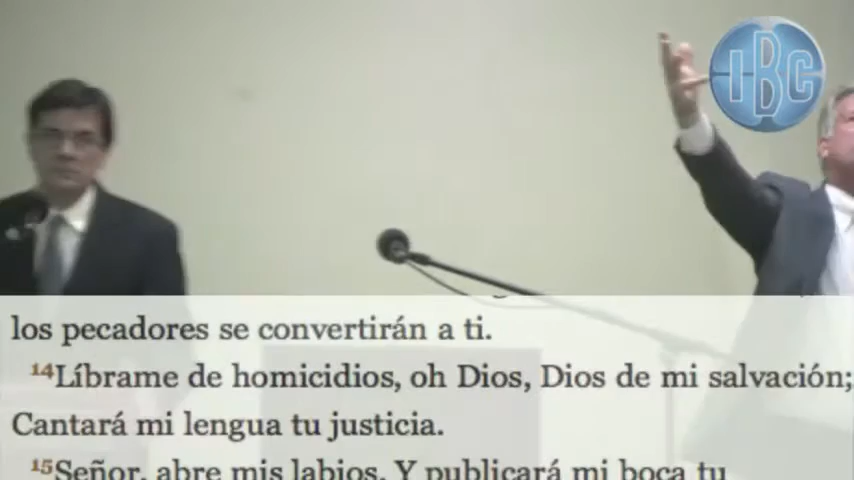 IBC
los pecadores se convertirán a ti.
14Líbrame de homicidios, oh Dios, Dios de mi salvación;
Cantará mi lengua tu justicia.
15Señor, abre mis labios, Y publicará mi boca tu